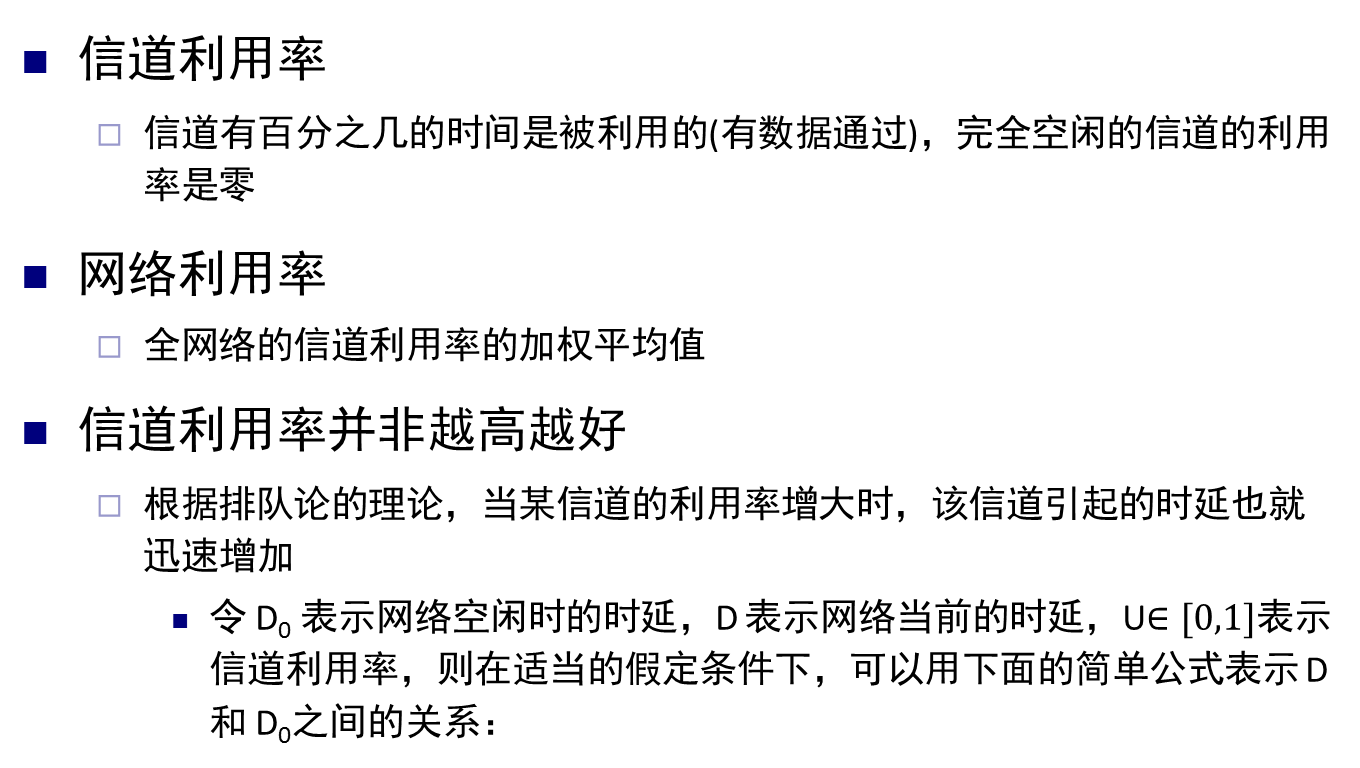 信道利用率
信道有百分之几的时间是被利用的(有数据通过)，完全空闲的信道的利用
率是零
网络利用率
全网络的信道利用率的加权平均值
信道利用率并非越高越好
根据排队论的理论，当某信道的利用率增大时，该信道引起的时延也就
迅速增加
令 D₀ 表示网络空闲时的时延，D 表示网络当前的时延，U∈ [0,1]表示
信道利用率，则在适当的假定条件下，可以用下面的简单公式表示 D
和 D₀之间的关系：